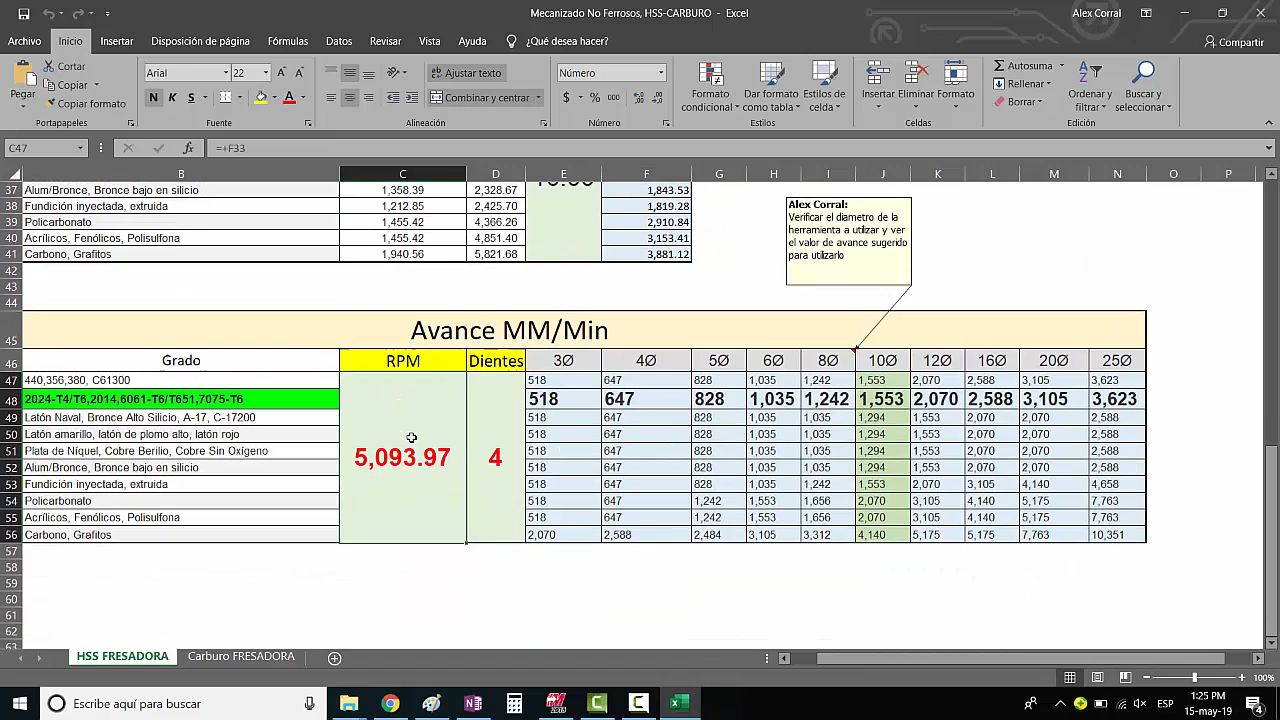 Mecanizado No Ferrosos, HSS-CARBURO - Excel
Alex Corral
Archivo Inicio Insertar Disposición de página Fórmulas Datos Revisar Vista Ayuda ¿Qué desea hacer? Compartir
Pegar
Cortar
Copiar
Copiar formato
Arial 22
N K S
Ajustar texto
Combinar y centrar
Número
$ % 000
Formato condicional
Dar formato como tabla
Estilos de celda
Insertar Eliminar Formato
Autosuma
Rellenar
Borrar
Ordenar y filtrar
Buscar y seleccionar
Portapapeles Fuente Alineación Número Estilos Celdas Edición
C47 fx =+F33
B C D E F G H I J K L M N O P
37 Alum/Bronce, Bronce bajo en silicio 1,358.39 2,328.67 1,843.53
38 Fundición inyectada, extruida 1,212.85 2,425.70 1,819.28
39 Policarbonato 1,455.42 4,366.26 2,910.84
40 Acrílicos, Fenólicos, Polisulfona 1,455.42 4,851.40 3,153.41
41 Carbono, Grafitos 1,940.56 5,821.68 3,881.12
Alex Corral:
Verificar el diametro de la
herramienta a utilizar y ver
el valor de avance sugerido
para utilizarlo
42
43
44
45 Avance MM/Min
46 Grado RPM Dientes 3Ø 4Ø 5Ø 6Ø 8Ø 10Ø 12Ø 16Ø 20Ø 25Ø
47 440,356,380, C61300 518 647 828 1,035 1,242 1,553 2,070 2,588 3,105 3,623
48 2024-T4/T6,2014,6061-T6/T651,7075-T6 518 647 828 1,035 1,242 1,553 2,070 2,588 3,105 3,623
49 Latón Naval, Bronce Alto Silicio, A-17, C-17200 518 647 828 1,035 1,035 1,294 1,294 2,070 2,070 2,588
50 Latón amarillo, latón de plomo alto, latón rojo 518 647 828 1,035 1,035 1,294 1,294 2,070 2,070 2,588
51 Plata de Níquel, Cobre Berilio, Cobre Sin Oxígeno 518 647 828 1,035 1,035 1,294 1,294 2,070 2,070 2,588
5,093.97 4
52 Alum/Bronce, Bronce bajo en silicio 518 647 828 1,035 1,035 1,294 1,294 2,070 2,070 2,588
53 Fundición inyectada, extruida 518 647 828 1,035 1,242 1,553 2,070 3,105 4,140 4,658
54 Policarbonato 518 647 1,242 1,553 1,656 2,070 3,105 4,140 5,175 7,763
55 Acrílicos, Fenólicos, Polisulfona 518 647 1,242 1,553 1,656 2,070 3,105 4,140 5,175 7,763
56 Carbono, Grafitos 2,070 2,588 2,484 3,105 3,312 4,140 5,175 5,175 7,763 10,351
57
58
59
60
61
62
HSS FRESADORA Carburo FRESADORA
100%
Escribe aquí para buscar
ESP
1:25 PM
15-may-19
4